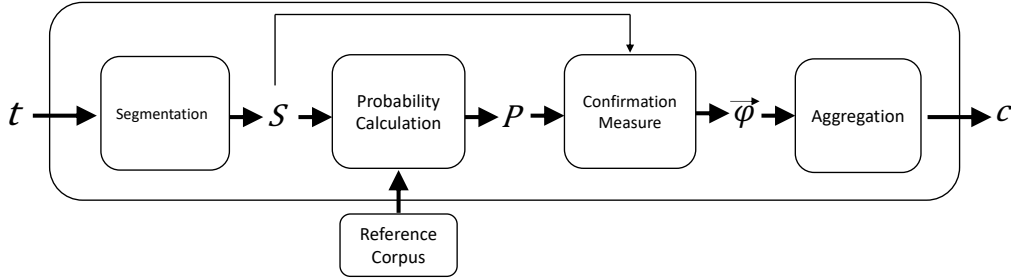 t
Segmentation
S
Probability
Calculation
P
Confirmation
Measure
φ⃗
Aggregation
c
Reference
Corpus